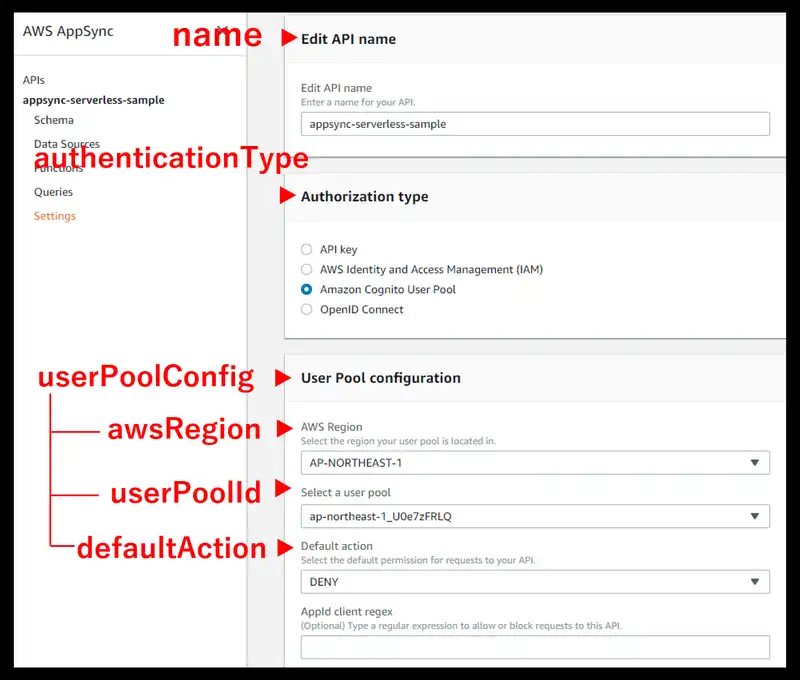 AWS AppSync
name
Edit API name
Edit API name
Enter a name for your API.
appsync-serverless-sample
APIs
appsync-serverless-sample
Schema
Data Sources
authenticationType
Functions
Queries
Settings
Authorization type
API key
AWS Identity and Access Management (IAM)
Amazon Cognito User Pool
OpenID Connect
userPoolConfig
User Pool configuration
awsRegion
AWS Region
Select the region your user pool is located in.
AP-NORTHEAST-1
userPoolId
Select a user pool
ap-northeast-1_U0e7zFRLQ
defaultAction
Default action
Select the default permission for requests to your API.
DENY
AppId client regex
(Optional) Type a regular expression to allow or block requests to this API.